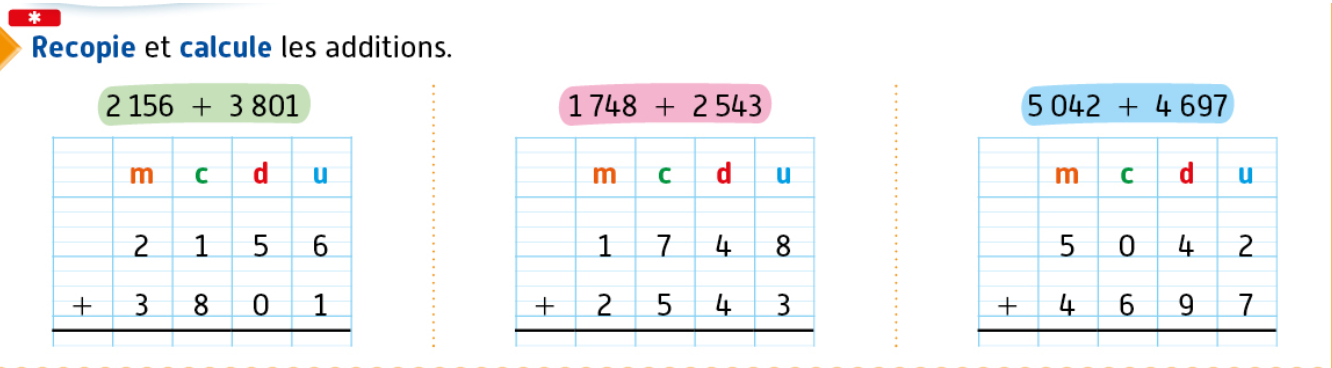 *
Recopie et calcule les additions.
2 156 + 3 801
m c d u
2 1 5 6
+ 3 8 0 1
1 748 + 2 543
m c d u
1 7 4 8
+ 2 5 4 3
5 042 + 4 697
m c d u
5 0 4 2
+ 4 6 9 7